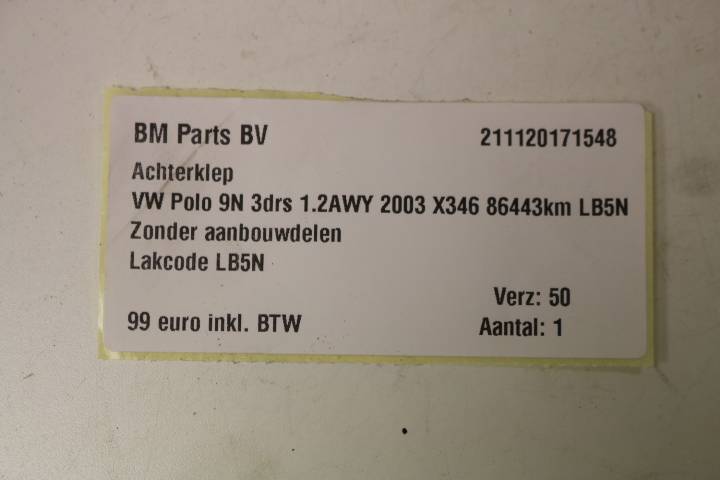 BM Parts BV 211120171548
Achterklep
VW Polo 9N 3drs 1.2AWY 2003 X346 86443km LB5N
Zonder aanbouwdelen
Lakcode LB5N
Verz: 50
99 euro inkl. BTW Aantal: 1